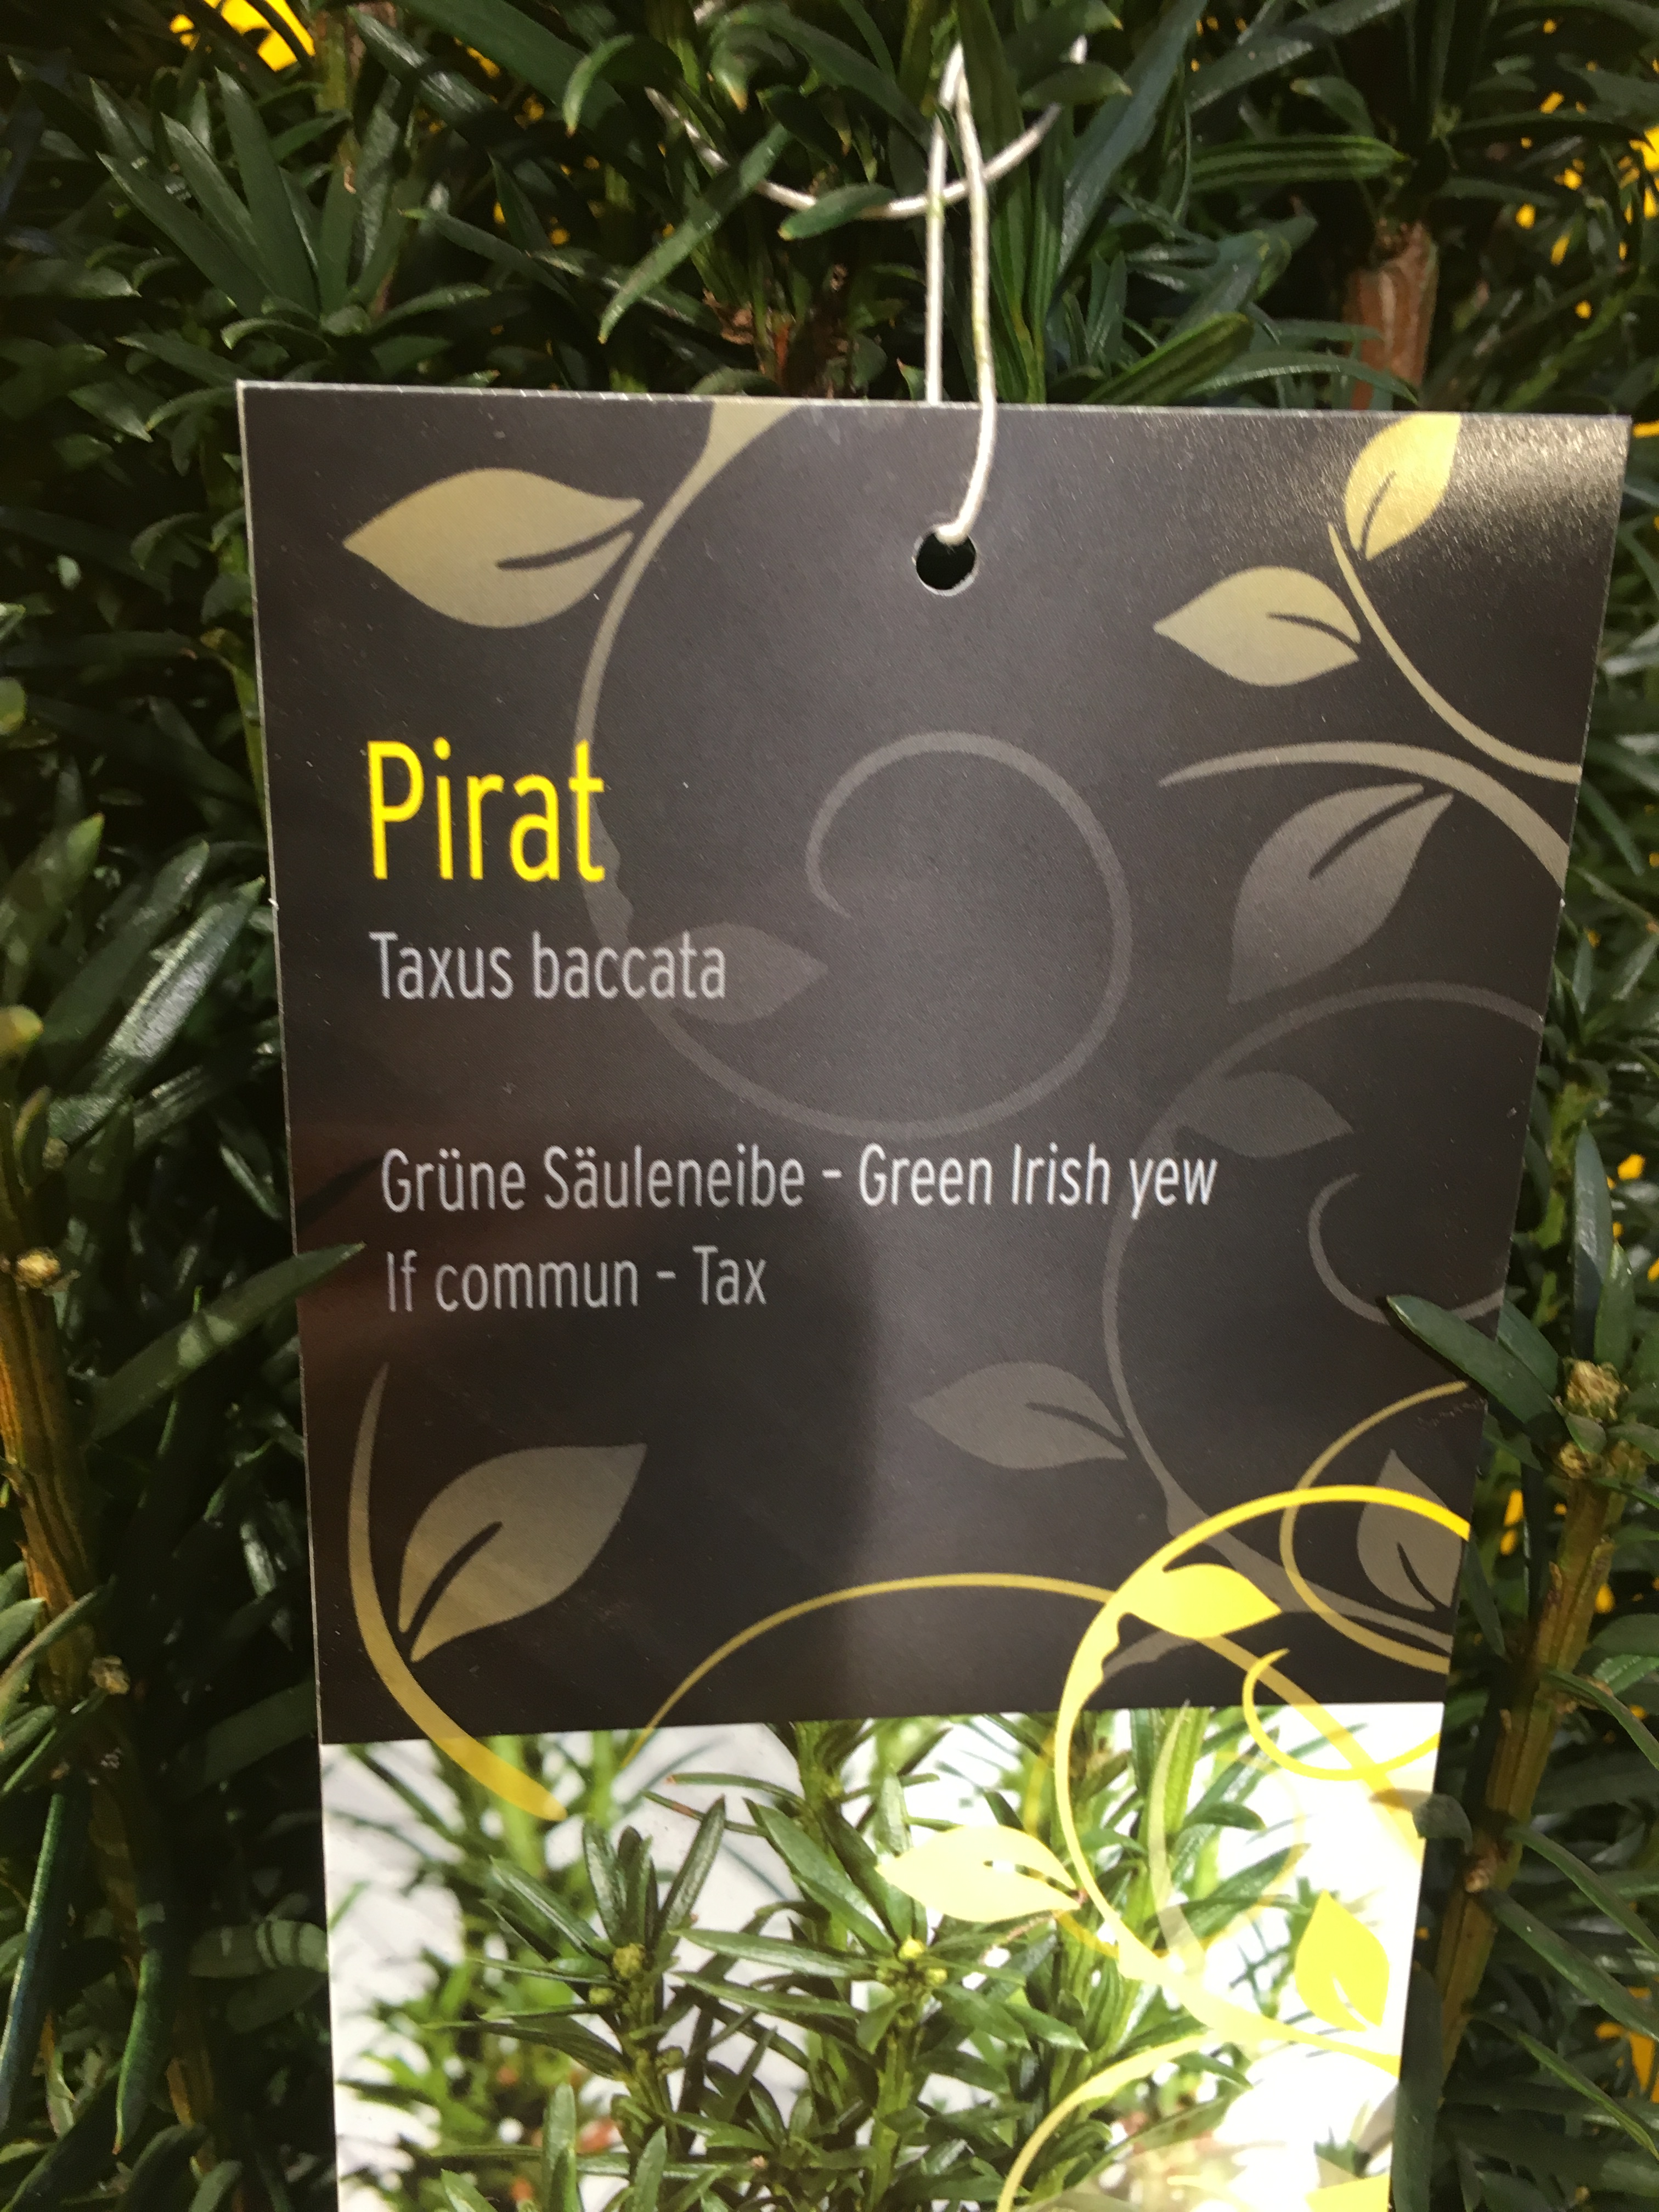 Pirat
Taxus baccata
Grüne Säuleneibe - Green Irish yew
If commun - Tax